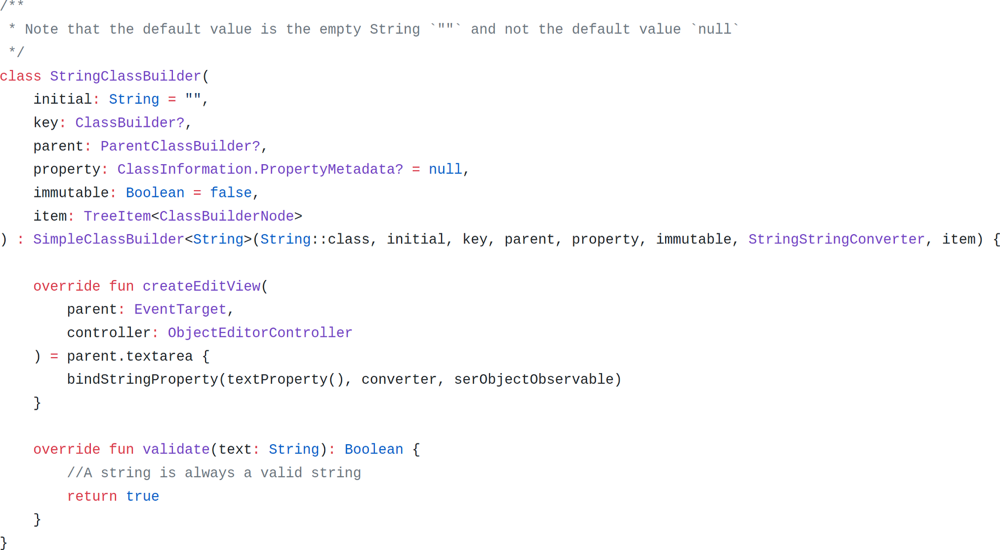 /**
 * Note that the default value is the empty String `""` and not the default value `null`
 */
class StringClassBuilder(
    initial: String = "",
    key: ClassBuilder?,
    parent: ParentClassBuilder?,
    property: ClassInformation.PropertyMetadata? = null,
    immutable: Boolean = false,
    item: TreeItem<ClassBuilderNode>
) : SimpleClassBuilder<String>(String::class, initial, key, parent, property, immutable, StringStringConverter, item) {

    override fun createEditView(
        parent: EventTarget,
        controller: ObjectEditorController
    ) = parent.textarea {
        bindStringProperty(textProperty(), converter, serObjectObservable)
    }

    override fun validate(text: String): Boolean {
        //A string is always a valid string
        return true
    }
}